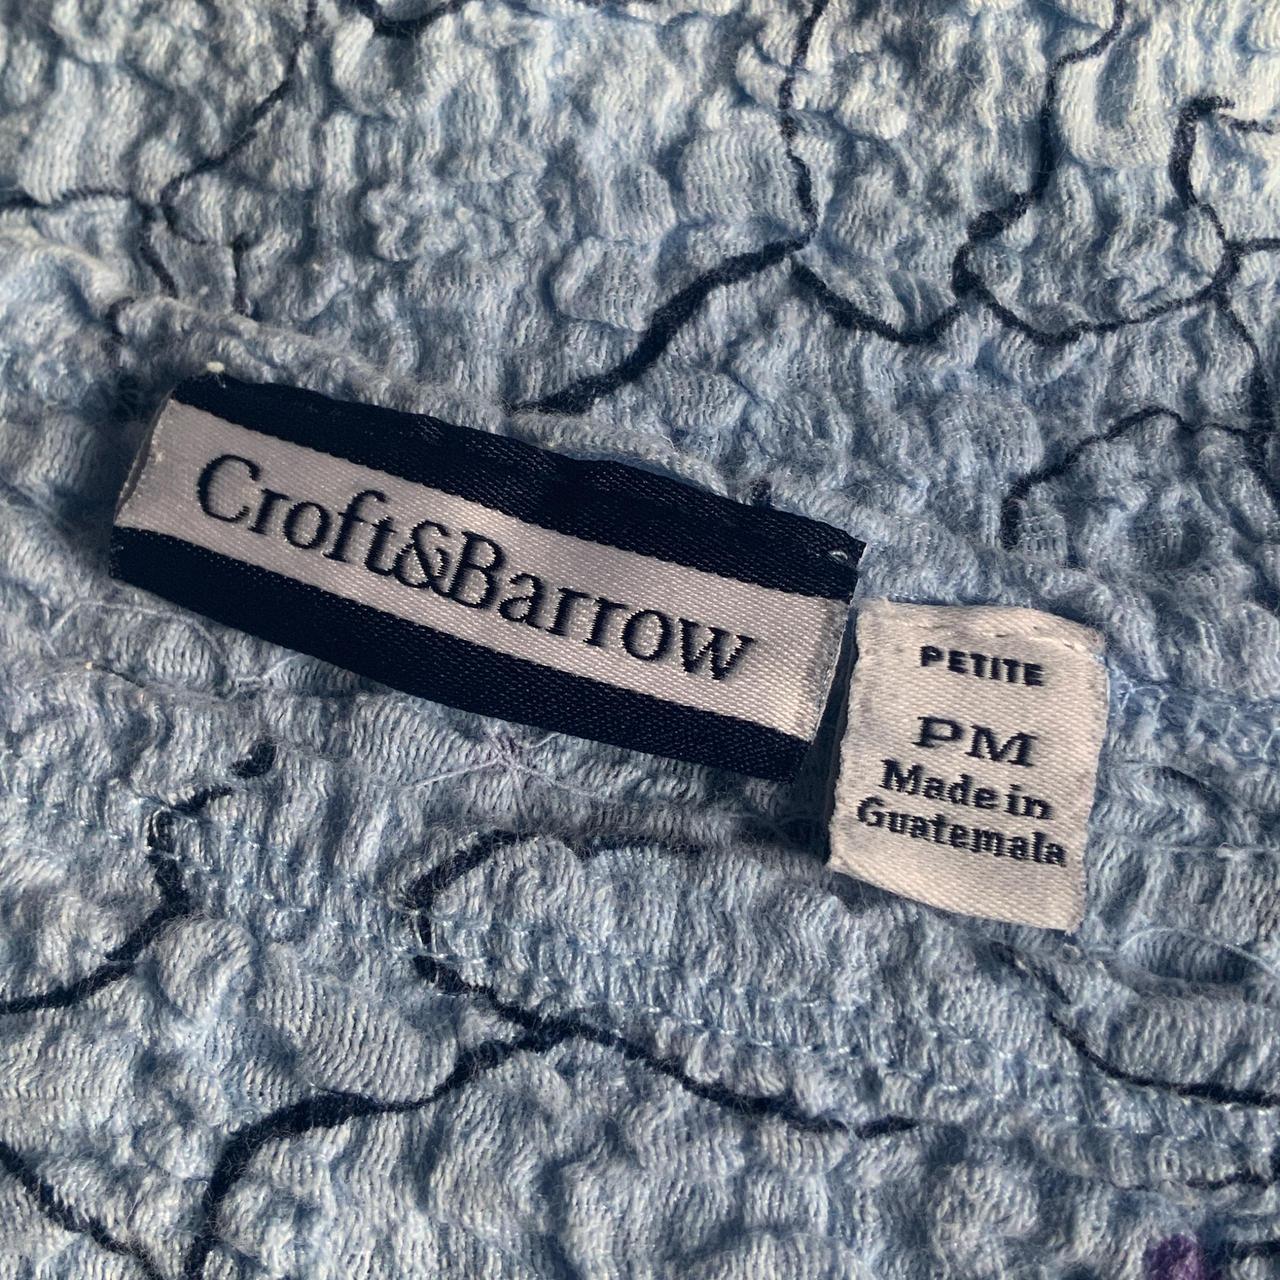 Croft&Barrow
PETITE
PM
Made in
Guatemala